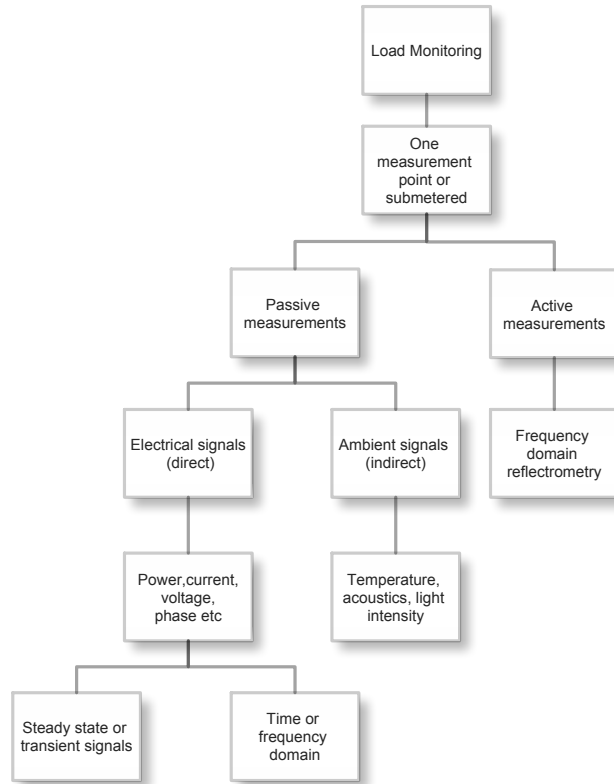 Load Monitoring
One
measurement
point or
submetered
Passive
measurements
Active
measurements
Electrical signals
(direct)
Ambient signals
(indirect)
Frequency
domain
reflectrometry
Power,current,
voltage,
phase etc
Temperature,
acoustics, light
intensity
Steady state or
transient signals
Time or
frequency
domain